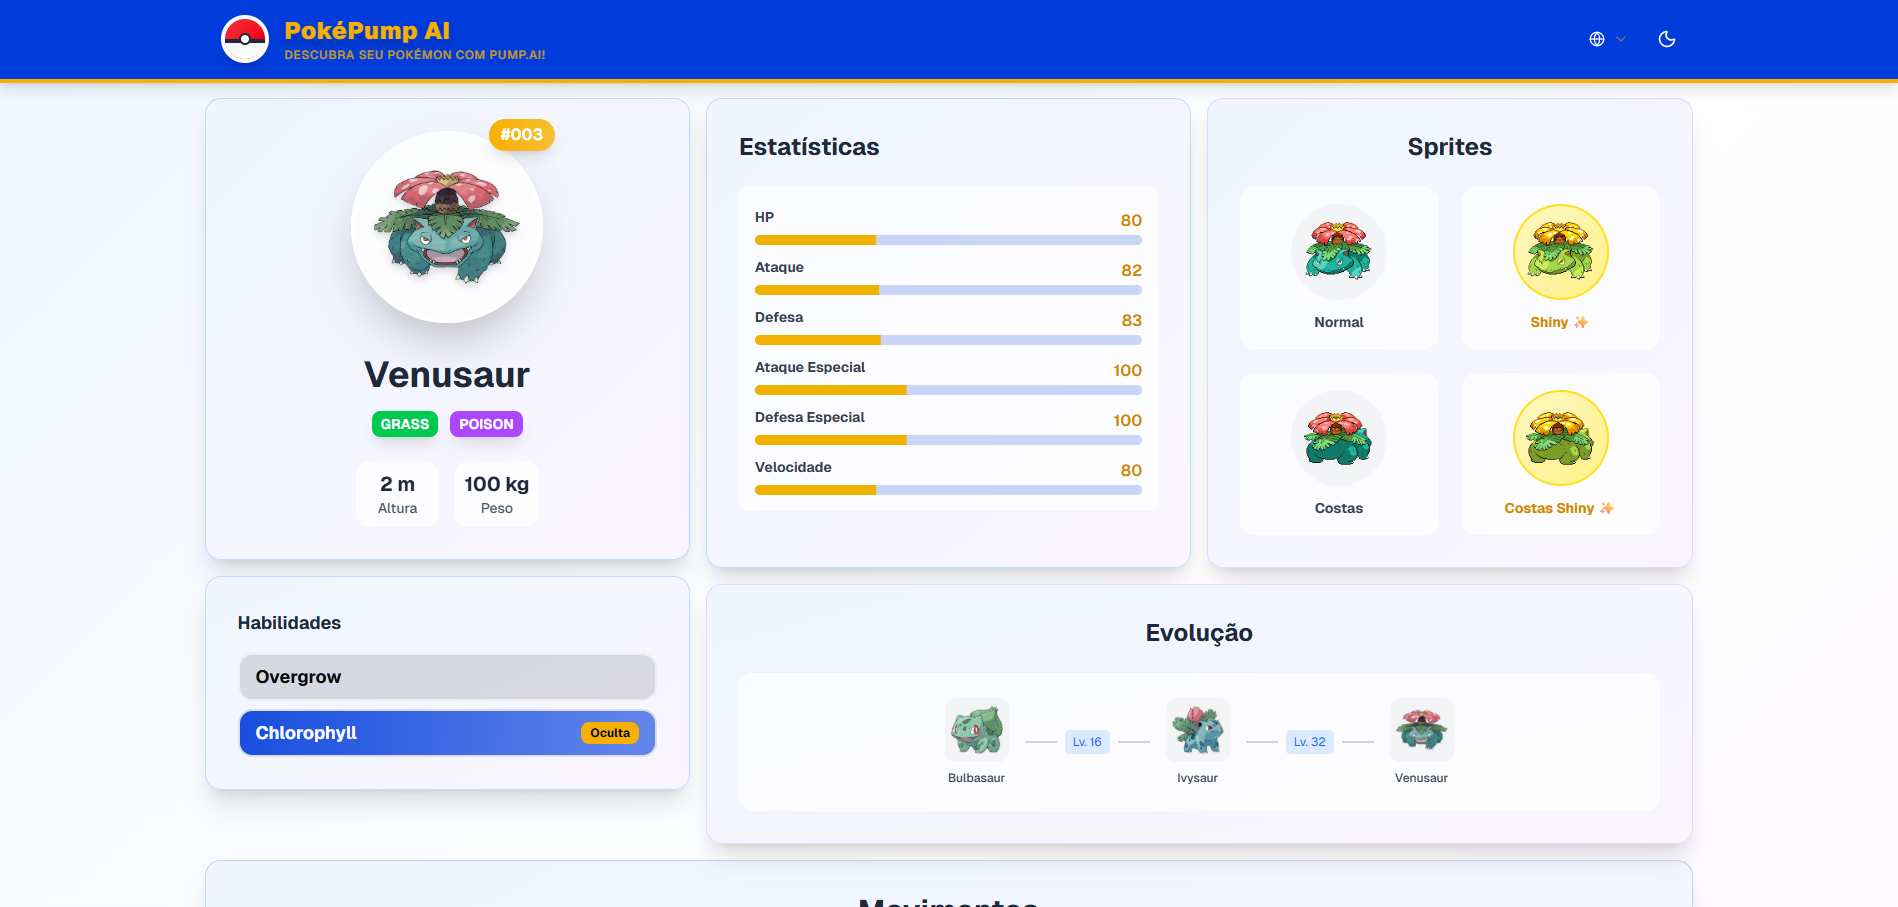 PokéPump AI
DESCUBRA SEU POKÉMON COM PUMP.AI!
#003
Venusaur
GRASS
POISON
2 m
Altura
100 kg
Peso
Habilidades
Overgrow
Chlorophyll
Oculta
Estatísticas
HP
80
Ataque
82
Defesa
83
Ataque Especial
100
Defesa Especial
100
Velocidade
80
Sprites
Normal
Shiny ✨
Costas
Costas Shiny ✨
Evolução
Bulbasaur
Lv. 16
Ivysaur
Lv. 32
Venusaur
Movimentos